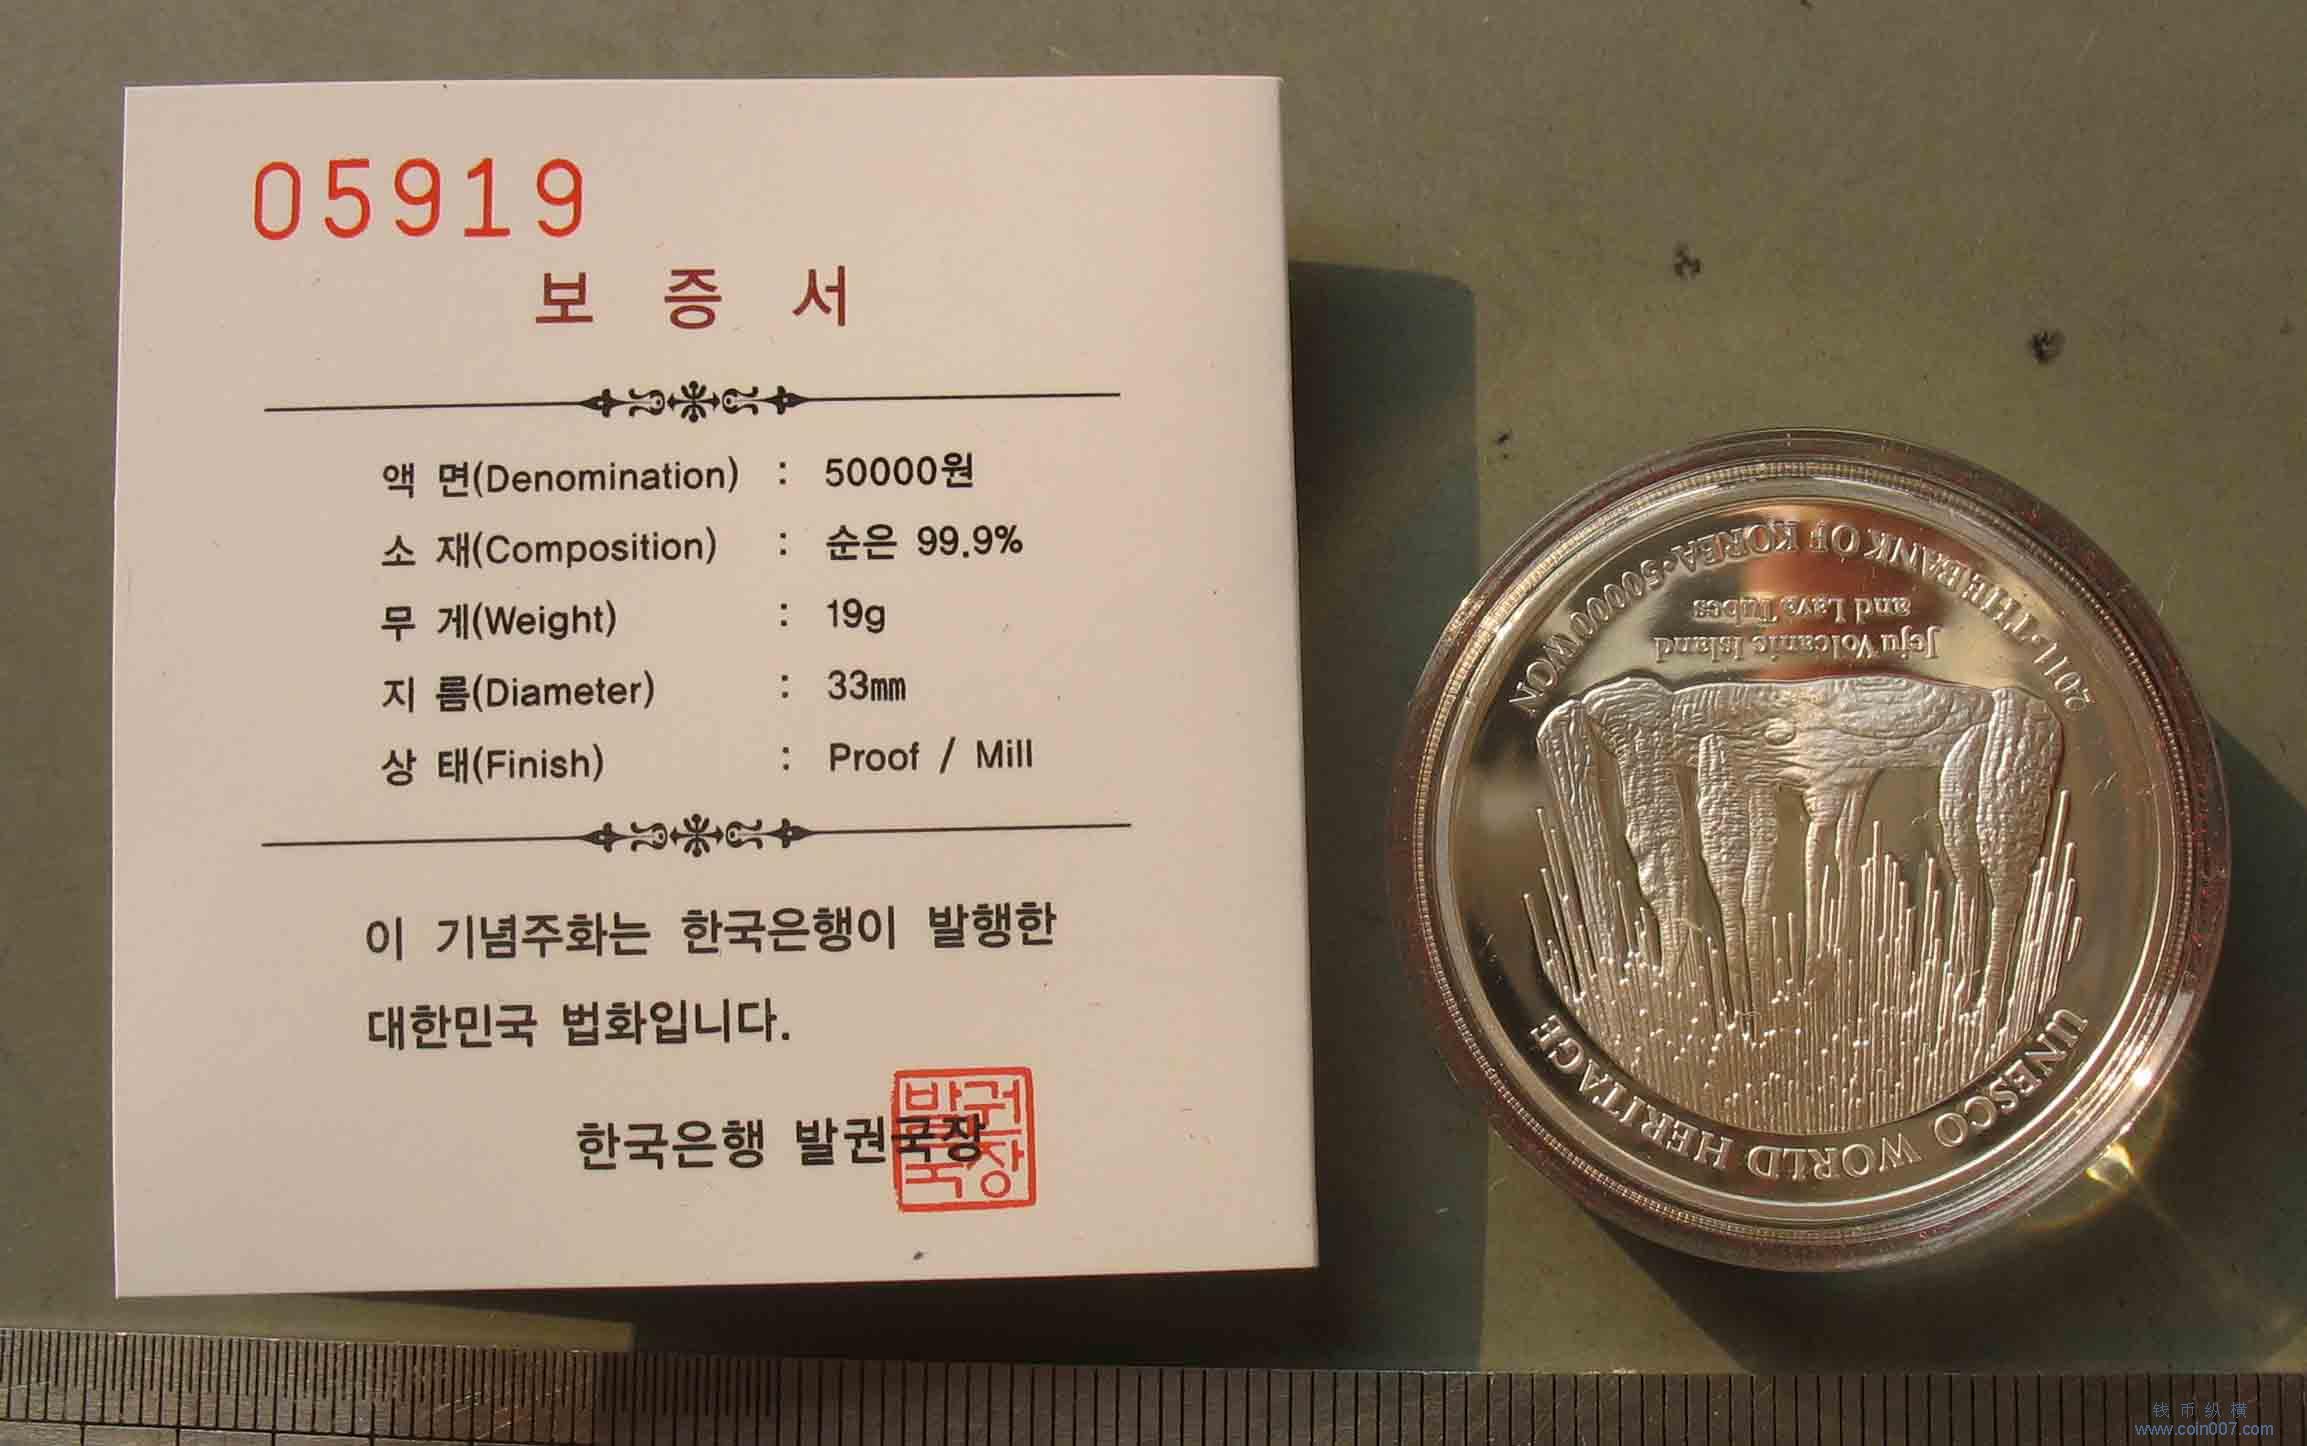 05919
보 증 서
액 면(Denomination) : 50000원
소 재(Composition) : 순은 99.9%
무 게(Weight) : 19g
지 름(Diameter) : 33㎜
상 태(Finish) : Proof / Mill
이 기념주화는 한국은행이 발행한
대한민국 법화입니다.
한국은행 발권국장
발권
국장
2011·THE BANK OF KOREA·50000 WON
Jeju Volcanic Island
and Lava Tubes
UNESCO WORLD HERITAGE
钱币纵横
www.coin007.com